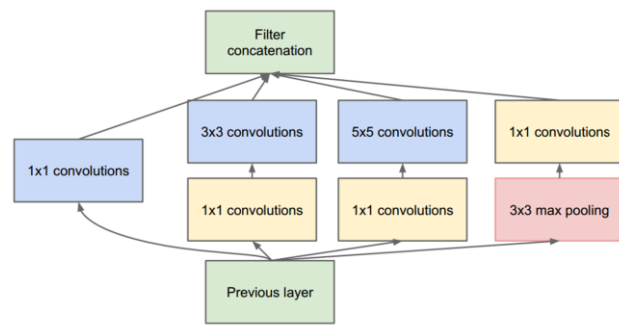 Filter
concatenation
3x3 convolutions
5x5 convolutions
1x1 convolutions
1x1 convolutions
1x1 convolutions
1x1 convolutions
3x3 max pooling
Previous layer